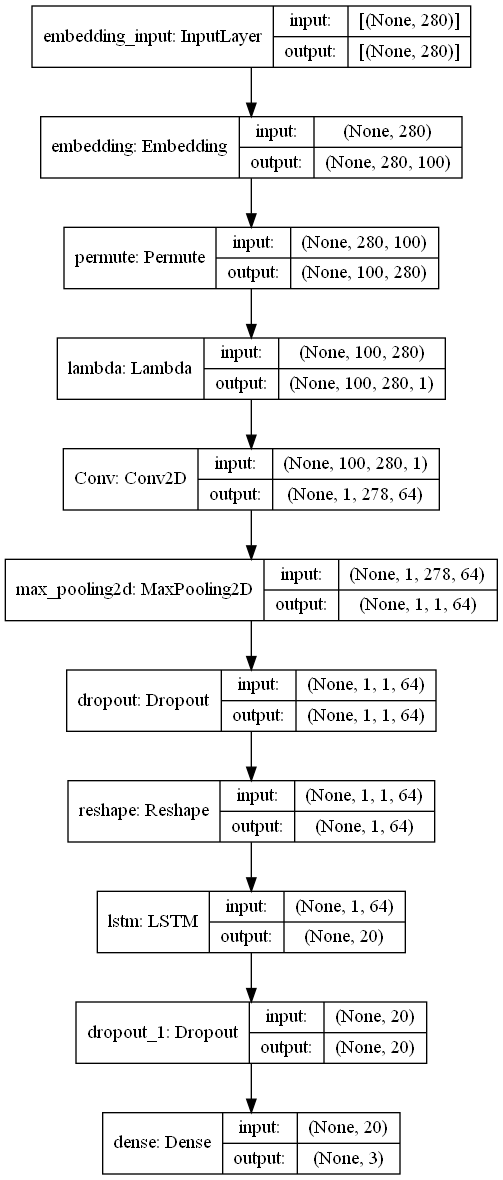 embedding_input: InputLayer
input:
[(None, 280)]
output:
[(None, 280)]
embedding: Embedding
input:
(None, 280)
output:
(None, 280, 100)
permute: Permute
input:
(None, 280, 100)
output:
(None, 100, 280)
lambda: Lambda
input:
(None, 100, 280)
output:
(None, 100, 280, 1)
Conv: Conv2D
input:
(None, 100, 280, 1)
output:
(None, 1, 278, 64)
max_pooling2d: MaxPooling2D
input:
(None, 1, 278, 64)
output:
(None, 1, 1, 64)
dropout: Dropout
input:
(None, 1, 1, 64)
output:
(None, 1, 1, 64)
reshape: Reshape
input:
(None, 1, 1, 64)
output:
(None, 1, 64)
lstm: LSTM
input:
(None, 1, 64)
output:
(None, 20)
dropout_1: Dropout
input:
(None, 20)
output:
(None, 20)
dense: Dense
input:
(None, 20)
output:
(None, 3)